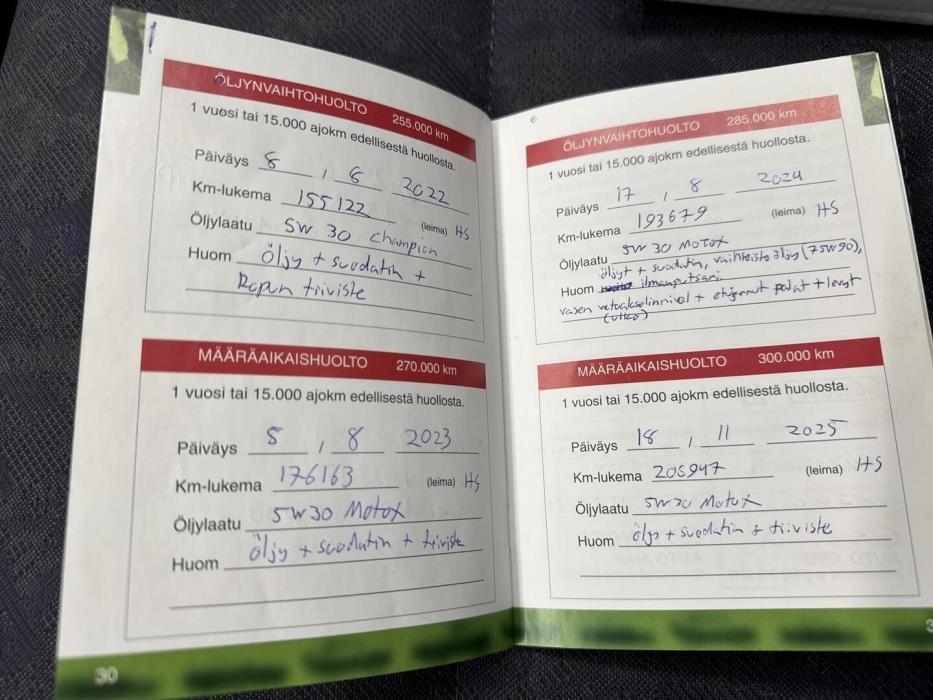 ÖLJYNVAIHTOHUOLTO 255.000 km
1 vuosi tai 15.000 ajokm edellisestä huollosta.
Päiväys 8 , 8 2022
Km-lukema 155122 (leima) HS
Öljylaatu 5W 30 Champion
Huom öljy + suodatin +
Ropun tiiviste
MÄÄRÄAIKAISHUOLTO 270.000 km
1 vuosi tai 15.000 ajokm edellisestä huollosta.
Päiväys 5 , 8 2023
Km-lukema 176163 (leima) HS
Öljylaatu 5W30 Motox
Huom öljy + suodatin + tiiviste
30
ÖLJYNVAIHTOHUOLTO 285.000 km
1 vuosi tai 15.000 ajokm edellisestä huollosta.
Päiväys 17 , 8 2024
Km-lukema 193679 (leima) HS
Öljylaatu 5W 30 Motox
öljyt + suodatin, vaihteisto öljy (75W90),
Huom ilmanputsari
vasen vetoakselinnivel + etujarrut palat + levyt
MÄÄRÄAIKAISHUOLTO 300.000 km
1 vuosi tai 15.000 ajokm edellisestä huollosta.
Päiväys 18 , 11 2025
Km-lukema 206947 (leima) HS
Öljylaatu 5W30 Motox
Huom öljy + suodatin + tiiviste
3